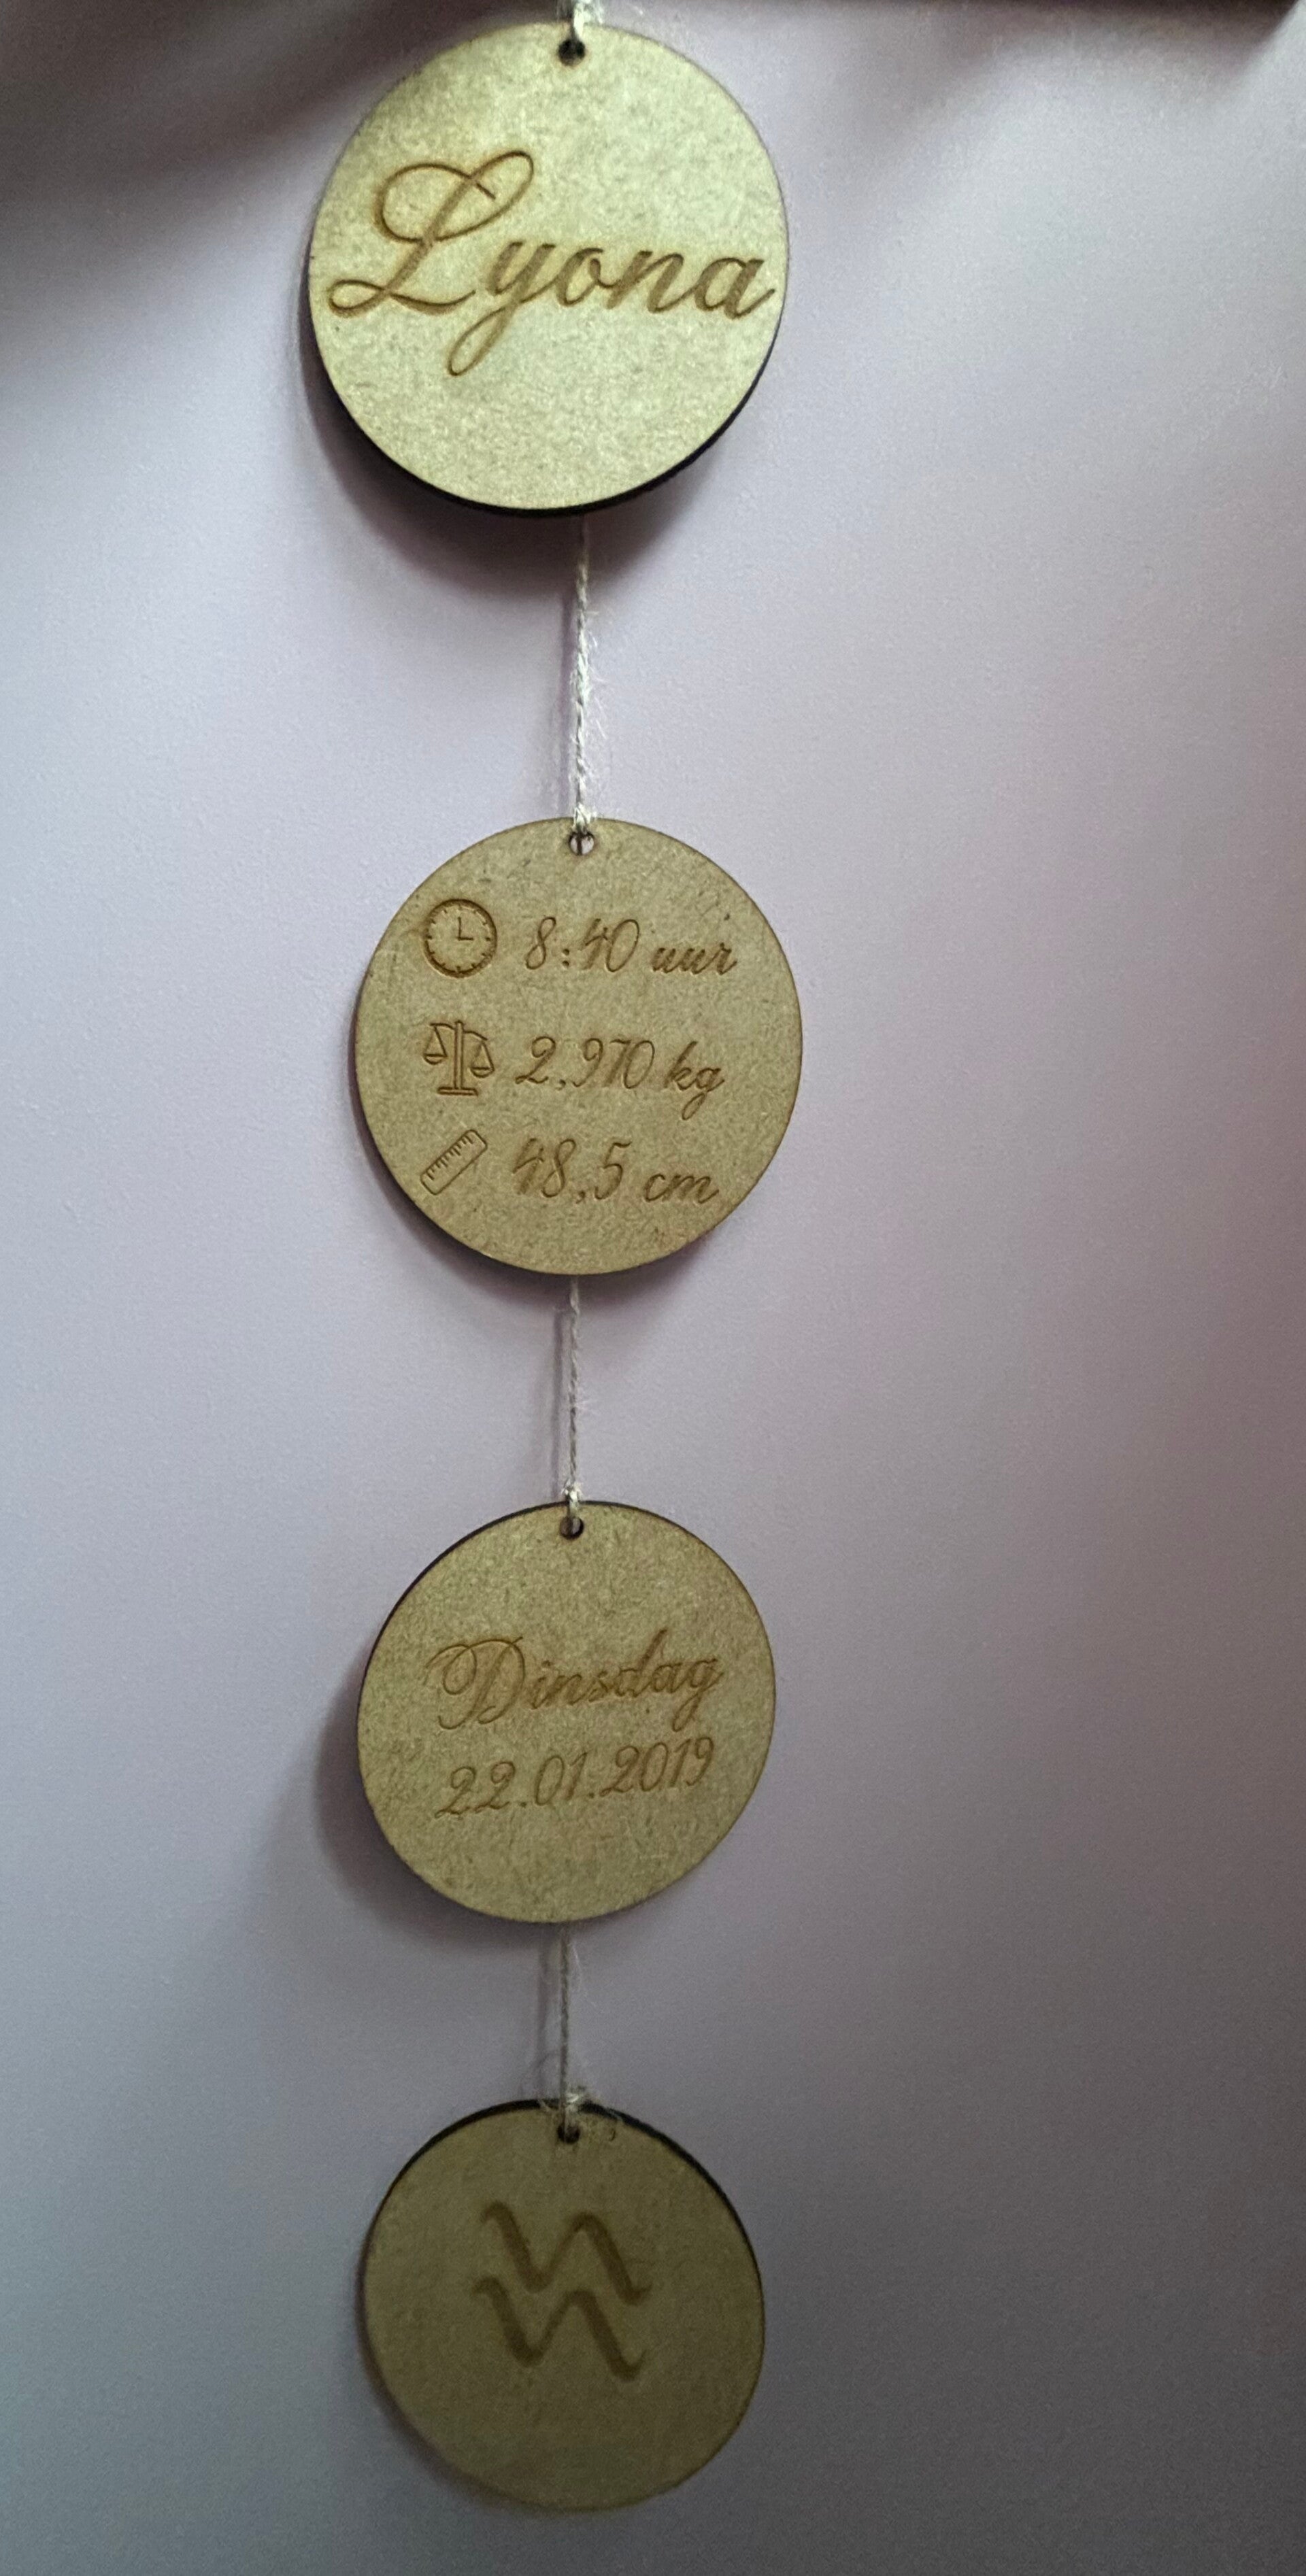 Lyona
8:40 uur
2,970 kg
48,5 cm
Dinsdag
22.01.2019